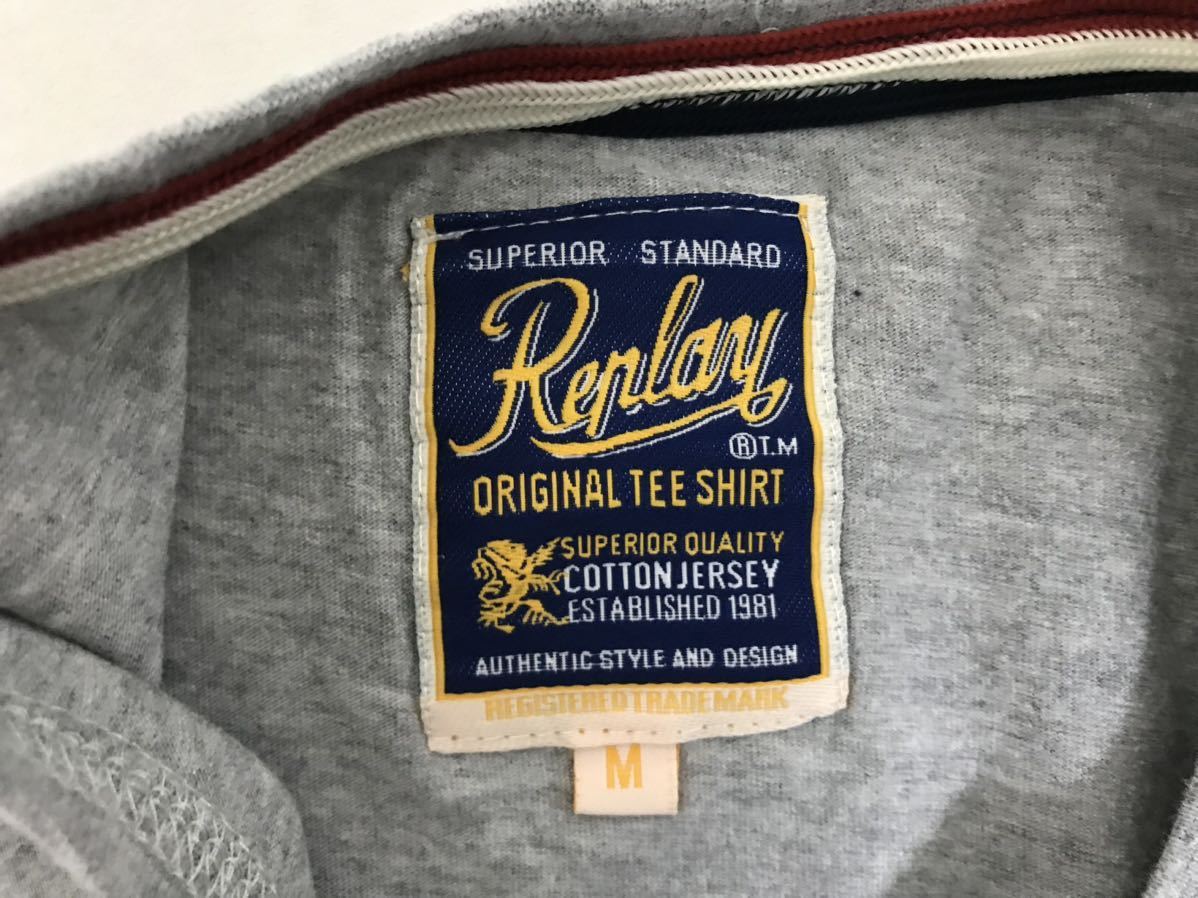 SUPERIOR STANDARD
Replay
®T.M
ORIGINAL TEE SHIRT
SUPERIOR QUALITY
COTTON JERSEY
ESTABLISHED 1981
AUTHENTIC STYLE AND DESIGN
REGISTERED TRADEMARK
M